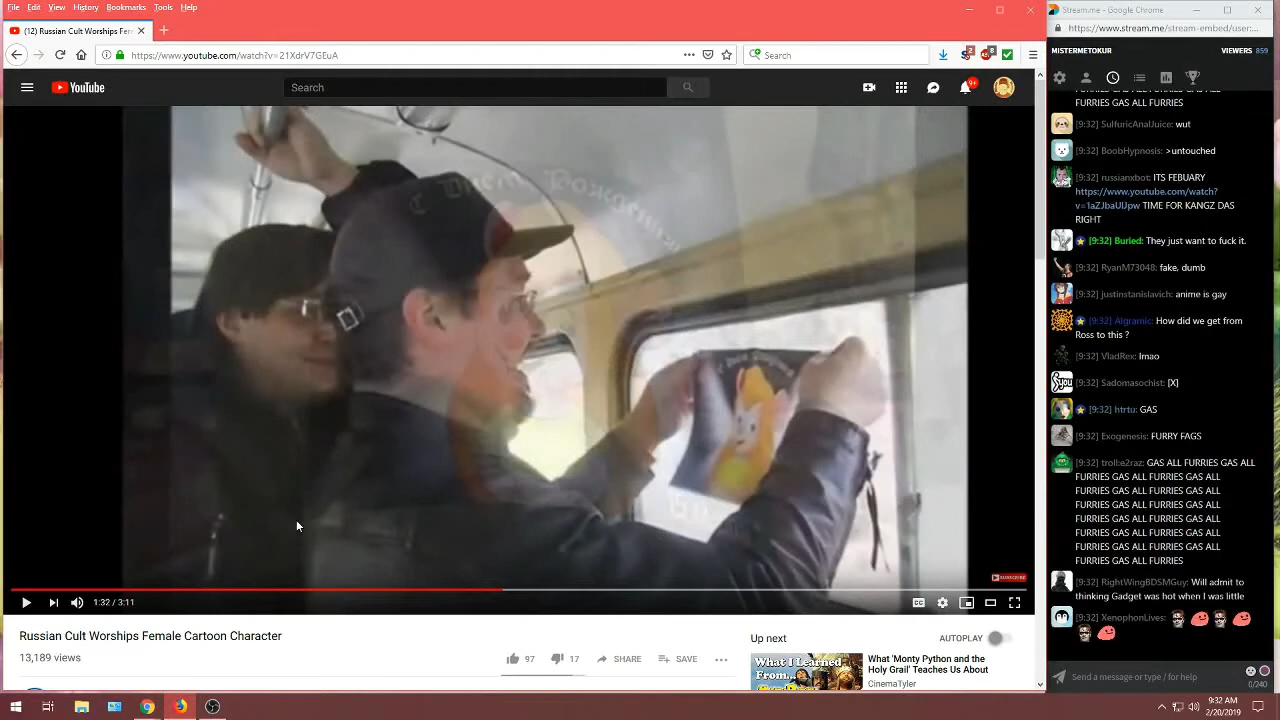 File Edit View History Bookmarks Tools Help
(12) Russian Cult Worships Fem
https://www.youtube.com/watch?v=21XdrV7GEuA
Search
2
8
YouTube
Search
9+
SUBSCRIBE
1:32 / 3:11
CC
Russian Cult Worships Female Cartoon Character
13,189 views
97
17
SHARE
SAVE
Up next
AUTOPLAY
What I Learned
From...
What 'Monty Python and the
Holy Grail' Teaches Us About
CinemaTyler
Stream.me - Google Chrome
https://www.stream.me/stream-embed/user:...
MISTERMETOKUR
VIEWERS 859
FURRIES GAS ALL FURRIES
[9:32] SulfuricAnalJuice: wut
[9:32] BoobHypnosis: >untouched
[9:32] russianxbot: ITS FEBUARY
https://www.youtube.com/watch?
v=1aZJbaUlJpw TIME FOR KANGZ DAS
RIGHT
[9:32] Buried: They just want to fuck it.
[9:32] RyanM73048: fake, dumb
[9:32] justinstanislavich: anime is gay
[9:32] Algramic: How did we get from
Ross to this ?
[9:32] VladRex: lmao
[9:32] Sadomasochist: [X]
[9:32] htrtu: GAS
[9:32] Exogenesis: FURRY FAGS
[9:32] troll:e2raz: GAS ALL FURRIES GAS ALL
FURRIES GAS ALL FURRIES GAS ALL
FURRIES GAS ALL FURRIES GAS ALL
FURRIES GAS ALL FURRIES GAS ALL
FURRIES GAS ALL FURRIES GAS ALL
FURRIES GAS ALL FURRIES GAS ALL
FURRIES GAS ALL FURRIES GAS ALL
FURRIES GAS ALL FURRIES
[9:32] RightWingBDSMGuy: Will admit to
thinking Gadget was hot when I was little
[9:32] XenophonLives:
Send a message or type / for help
0/240
9:32 AM
2/20/2019